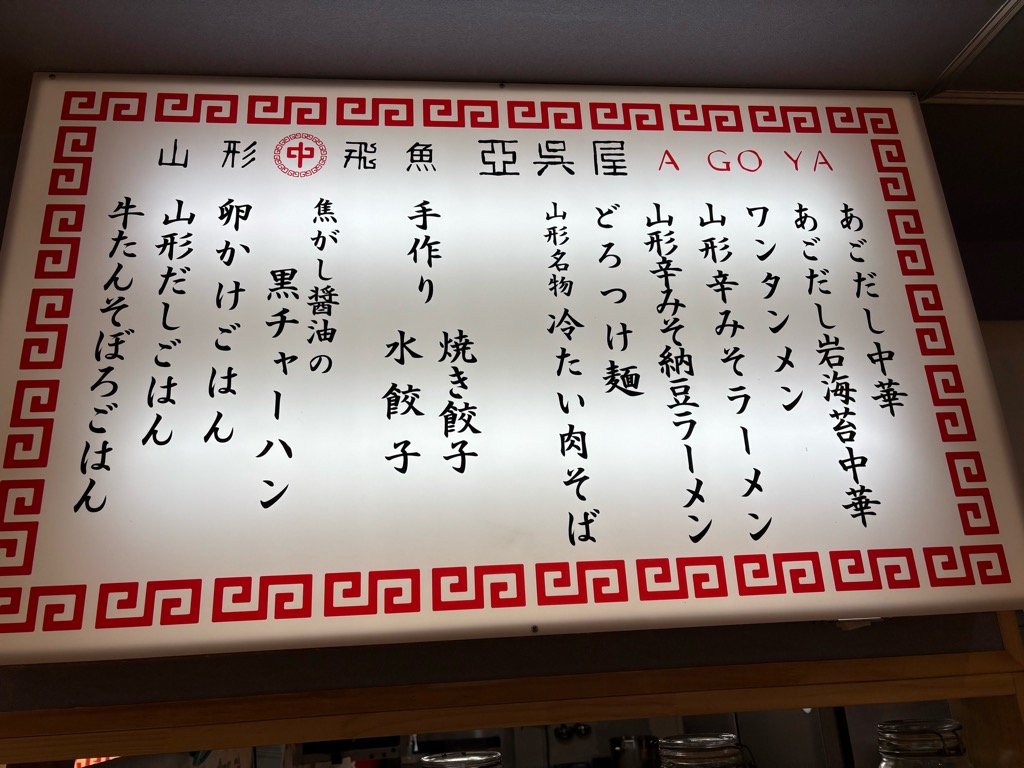 山形 中 飛魚 亞呉屋 AGOYA
あごだし中華
あごだし岩海苔中華
ワンタンメン
山形辛みそラーメン
山形辛みそ納豆ラーメン
どろつけ麺
山形名物 冷たい肉そば
手作り
焼き餃子
水餃子
焦がし醤油の
黒チャーハン
卵かけごはん
山形だしごはん
牛たんそぼろごはん